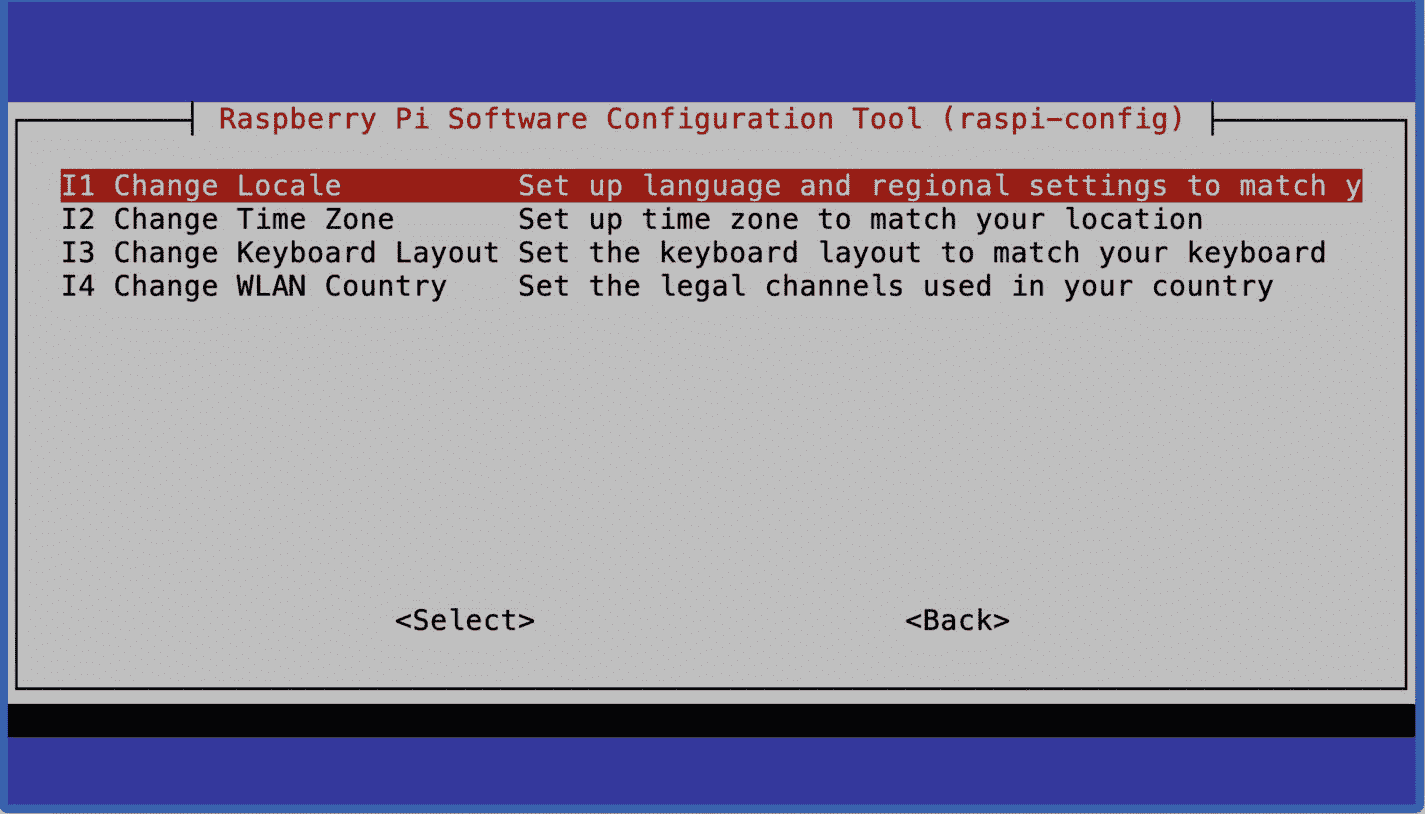 Raspberry Pi Software Configuration Tool (raspi-config)
I1 Change Locale Set up language and regional settings to match y
I2 Change Time Zone Set up time zone to match your location
I3 Change Keyboard Layout Set the keyboard layout to match your keyboard
I4 Change WLAN Country Set the legal channels used in your country
<Select> <Back>